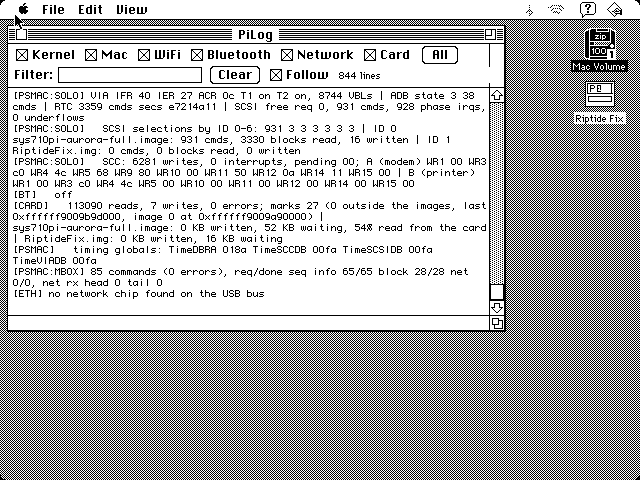 File Edit View
PiLog
Kernel Mac WiFi Bluetooth Network Card All
Filter: Clear Follow 844 lines
[PSMAC:SOLO] VIA IFR 40 IER 27 ACR 0c T1 on T2 on, 8744 VBLs | ADB state 3 38
cmds | RTC 3359 cmds secs e7214a11 | SCSI free req 0, 931 cmds, 928 phase irqs,
0 underflows
[PSMAC:SOLO] SCSI selections by ID 0-6: 931 3 3 3 3 3 3 | ID 0
sys710pi-aurora-full.image: 931 cmds, 3330 blocks read, 16 written | ID 1
RiptideFix.img: 0 cmds, 0 blocks read, 0 written
[PSMAC:SOLO] SCC: 6281 writes, 0 interrupts, pending 00; A (modem) WR1 00 WR3
c0 WR4 4c WR5 68 WR9 80 WR10 00 WR11 50 WR12 0a WR14 11 WR15 00 | B (printer)
WR1 00 WR3 c0 WR4 4c WR5 00 WR10 00 WR11 00 WR12 00 WR14 00 WR15 00
[BT] off
[CARD] 113090 reads, 7 writes, 0 errors; marks 27 (0 outside the images, last
0xffffff9009b9d000, image 0 at 0xffffff9009a90000) |
sys710pi-aurora-full.image: 0 KB written, 52 KB waiting, 54% read from the card
| RiptideFix.img: 0 KB written, 16 KB waiting
[PSMAC] timing globals: TimeDBRA 018a TimeSCCDB 00fa TimeSCSIDB 00fa
TimeVIADB 00fa
[PSMAC:MBOX] 85 commands (0 errors), req/done seq info 65/65 block 28/28 net
0/0, net rx head 0 tail 0
[ETH] no network chip found on the USB bus
zip
100
Mac Volume
Riptide Fix